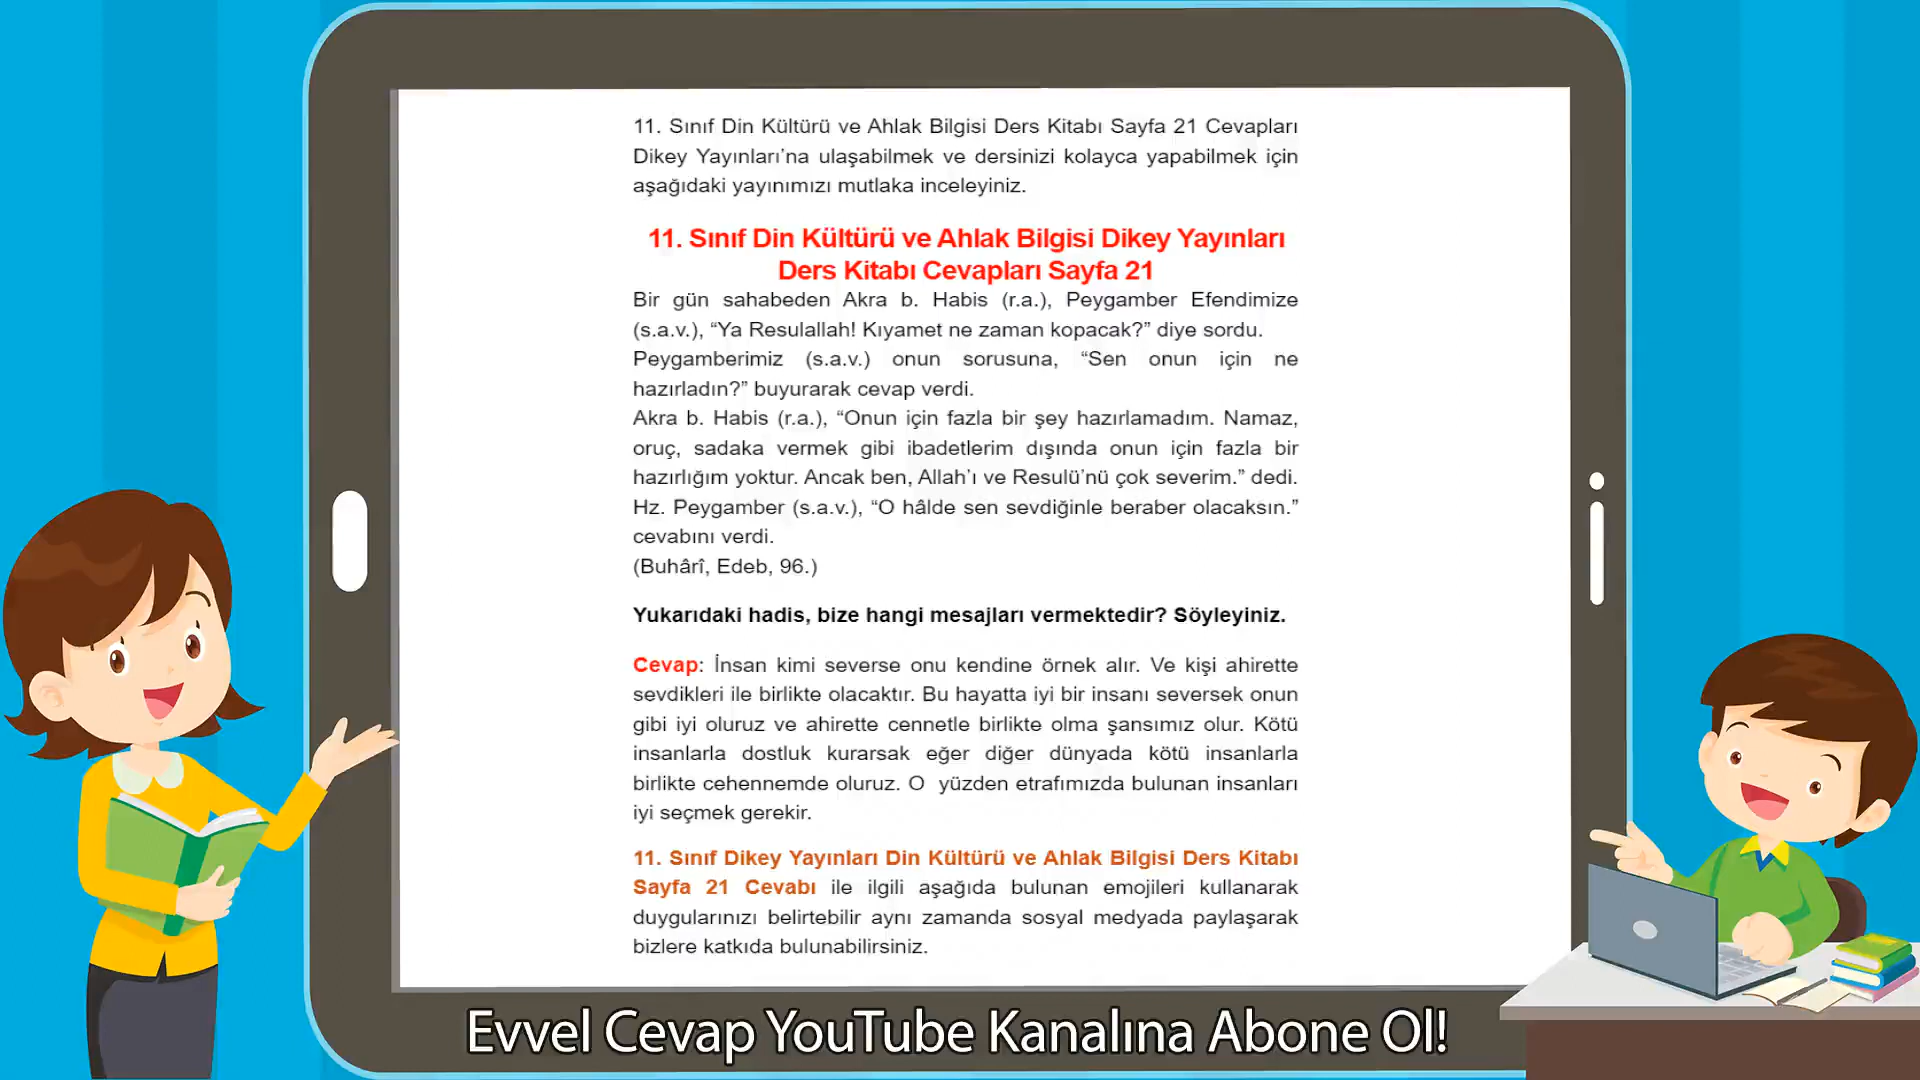 11. Sınıf Din Kültürü ve Ahlak Bilgisi Ders Kitabı Sayfa 21 Cevapları
Dikey Yayınları’na ulaşabilmek ve dersinizi kolayca yapabilmek için
aşağıdaki yayınımızı mutlaka inceleyiniz.
11. Sınıf Din Kültürü ve Ahlak Bilgisi Dikey Yayınları
Ders Kitabı Cevapları Sayfa 21
Bir gün sahabeden Akra b. Habis (r.a.), Peygamber Efendimize
(s.a.v.), “Ya Resulallah! Kıyamet ne zaman kopacak?” diye sordu.
Peygamberimiz (s.a.v.) onun sorusuna, “Sen onun için ne
hazırladın?” buyurarak cevap verdi.
Akra b. Habis (r.a.), “Onun için fazla bir şey hazırlamadım. Namaz,
oruç, sadaka vermek gibi ibadetlerim dışında onun için fazla bir
hazırlığım yoktur. Ancak ben, Allah’ı ve Resulü’nü çok severim.” dedi.
Hz. Peygamber (s.a.v.), “O hâlde sen sevdiğinle beraber olacaksın.”
cevabını verdi.
(Buhârî, Edeb, 96.)
Yukarıdaki hadis, bize hangi mesajları vermektedir? Söyleyiniz.
Cevap: İnsan kimi severse onu kendine örnek alır. Ve kişi ahirette
sevdikleri ile birlikte olacaktır. Bu hayatta iyi bir insanı seversek onun
gibi iyi oluruz ve ahirette cennetle birlikte olma şansımız olur. Kötü
insanlarla dostluk kurarsak eğer diğer dünyada kötü insanlarla
birlikte cehennemde oluruz. O  yüzden etrafımızda bulunan insanları
iyi seçmek gerekir.
11. Sınıf Dikey Yayınları Din Kültürü ve Ahlak Bilgisi Ders Kitabı
Sayfa 21 Cevabı ile ilgili aşağıda bulunan emojileri kullanarak
duygularınızı belirtebilir aynı zamanda sosyal medyada paylaşarak
bizlere katkıda bulunabilirsiniz.
Evvel Cevap YouTube Kanalına Abone Ol!